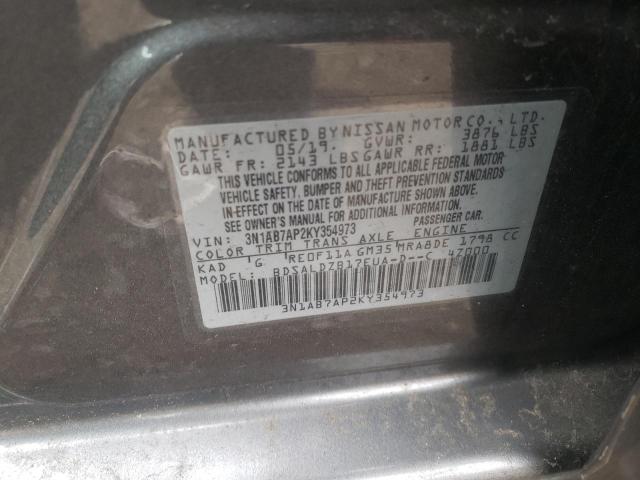 MANUFACTURED BY NISSAN MOTOR CO., LTD.
DATE: 05/19. GVWR: 3876 LBS
GAWR FR: 2143 LBS GAWR RR: 1881 LBS
THIS VEHICLE CONFORMS TO ALL APPLICABLE FEDERAL MOTOR
VEHICLE SAFETY, BUMPER AND THEFT PREVENTION STANDARDS
IN EFFECT ON THE DATE OF MANUFACTURE SHOWN ABOVE.
SEE OWNER'S MANUAL FOR ADDITIONAL INFORMATION.
VIN: 3N1AB7AP2KY354973 PASSENGER CAR
COLOR TRIM TRANS AXLE ENGINE
KAD G RE0F11A GM35 MRA8DE 1798 CC
MODEL: BDSALDZB17EUA-D--C 47000
3N1AB7AP2KY354973